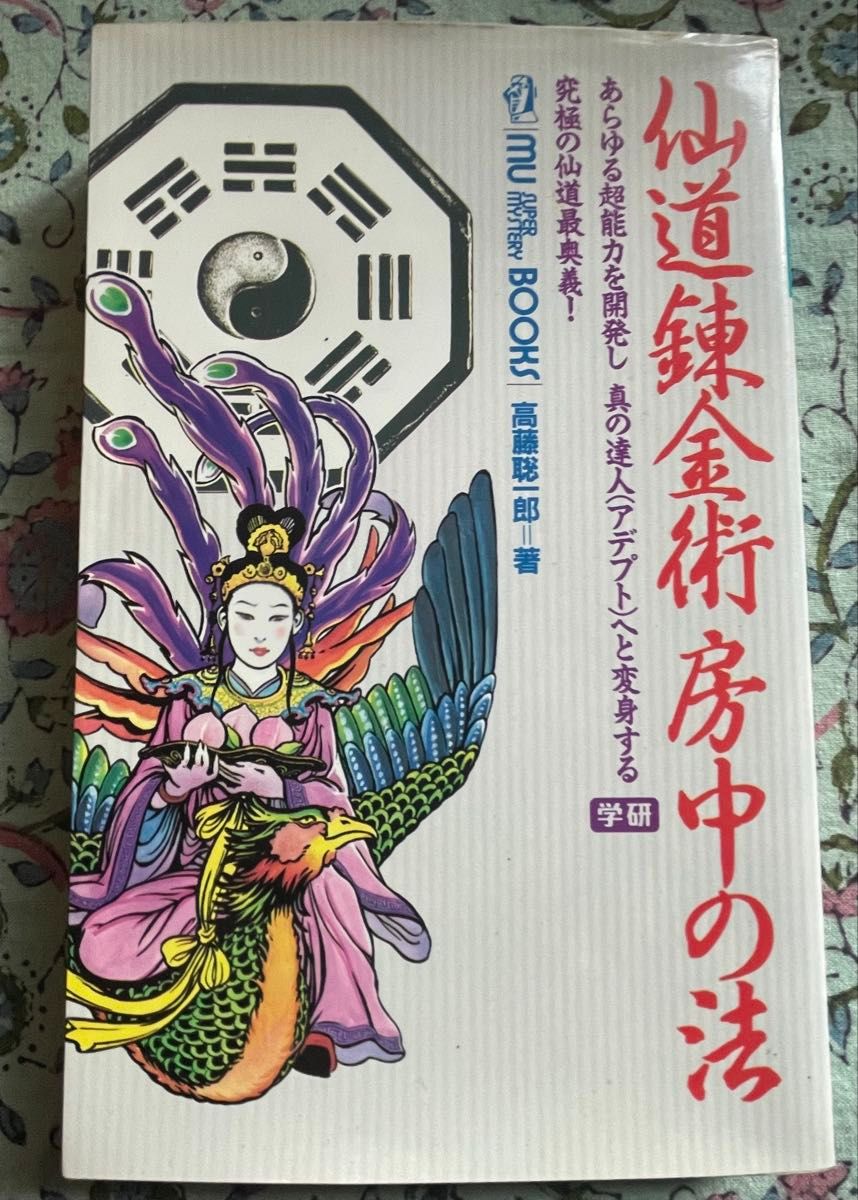 仙道錬金術 房中の法
あらゆる超能力を開発し 真の達人(アデプト)へと変身する
究極の仙道最奥義!
MU SUPER MYSTERY BOOKS
高藤聡一郎=著
学研